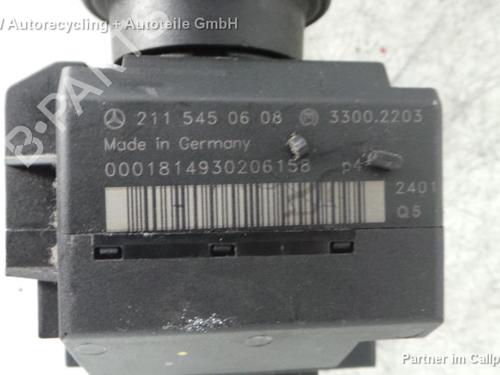 Autorecycling + Autoteile GmbH
B-PARTS
211 545 06 08 3300.2203
Made in Germany
0001814930206158 p4
2401
Q5
Partner im Callp